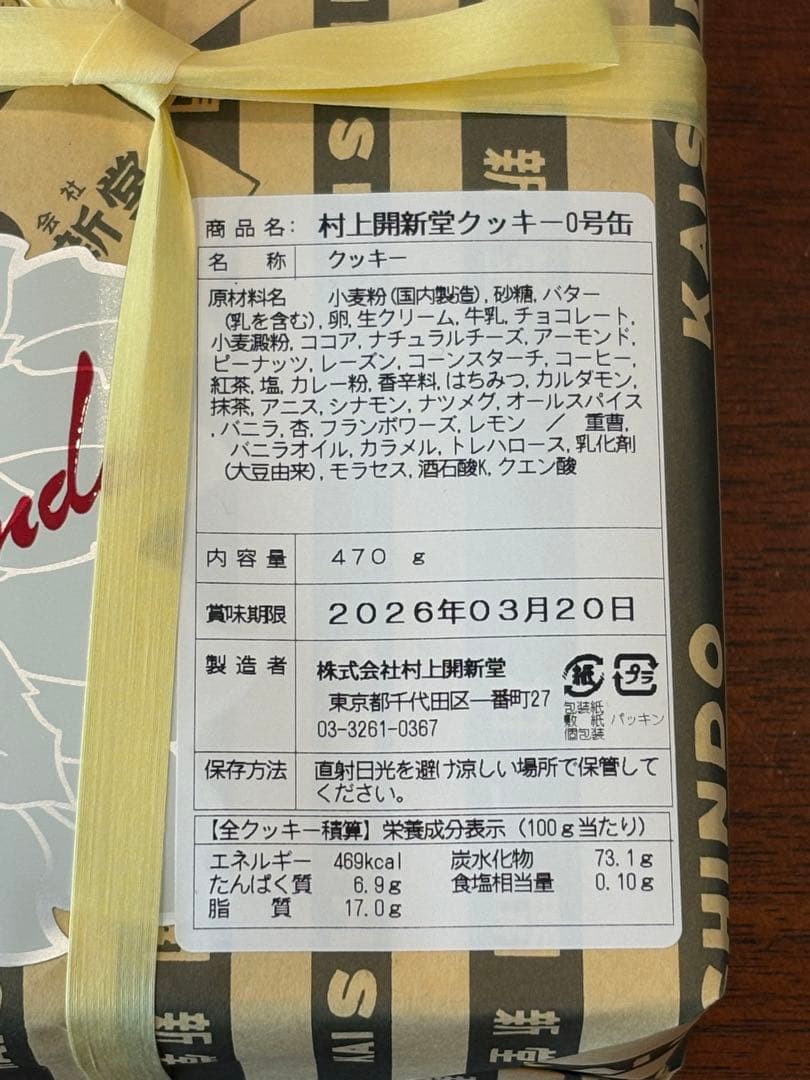 会社
新堂
新
KAIS
S
nd
商品名: 村上開新堂クッキー0号缶
名 称 クッキー
原材料名 小麦粉(国内製造), 砂糖, バター
(乳を含む), 卵, 生クリーム, 牛乳, チョコレート,
小麦澱粉, ココア, ナチュラルチーズ, アーモンド,
ピーナッツ, レーズン, コーンスターチ, コーヒー,
紅茶, 塩, カレー粉, 香辛料, はちみつ, カルダモン,
抹茶, アニス, シナモン, ナツメグ, オールスパイス
, バニラ, 杏, フランボワーズ, レモン / 重曹,
バニラオイル, カラメル, トレハロース, 乳化剤
(大豆由来), モラセス, 酒石酸K, クエン酸
内容量 470 g
賞味期限 2026年03月20日
製造者 株式会社村上開新堂
東京都千代田区一番町27
03-3261-0367
紙 プラ
包装紙
敷 紙 パッキン
個包装
保存方法 直射日光を避け涼しい場所で保管して
ください。
【全クッキー積算】栄養成分表示(100g当たり)
エネルギー 469kcal 炭水化物 73.1g
たんぱく質 6.9g 食塩相当量 0.10g
脂 質 17.0g
SHINDO
KAIS
新堂
新堂